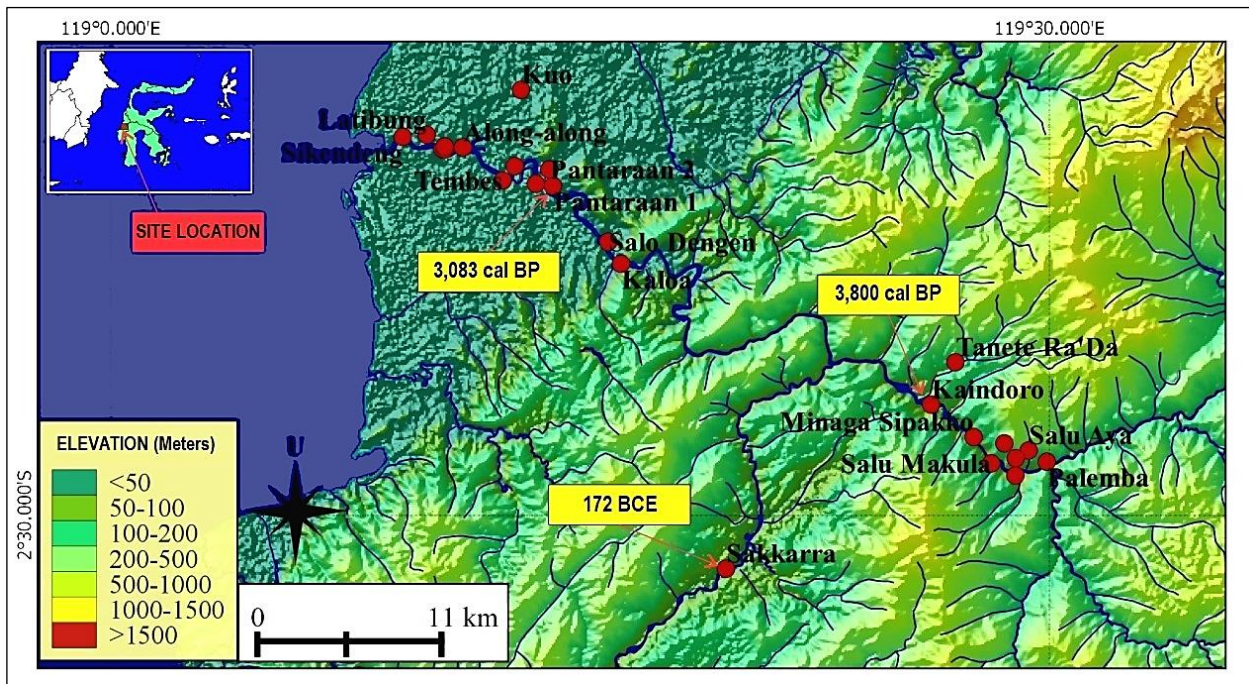 119°0.000'E
119°30.000'E
Kuo
Latibung
Along-along
Sikendeng
Pantaraan 2
Tembes
Pantaraan 1
SITE LOCATION
Salo Dengen
3,083 cal BP
Kaloa
3,800 cal BP
Tanete Ra'Da
Kaindoro
Minaga Sipakko
Salu Aya
Salu Makula
Palemba
ELEVATION (Meters)
<50
50-100
100-200
200-500
500-1000
1000-1500
>1500
U
2°30.000'S
172 BCE
Sakkarra
0
11 km